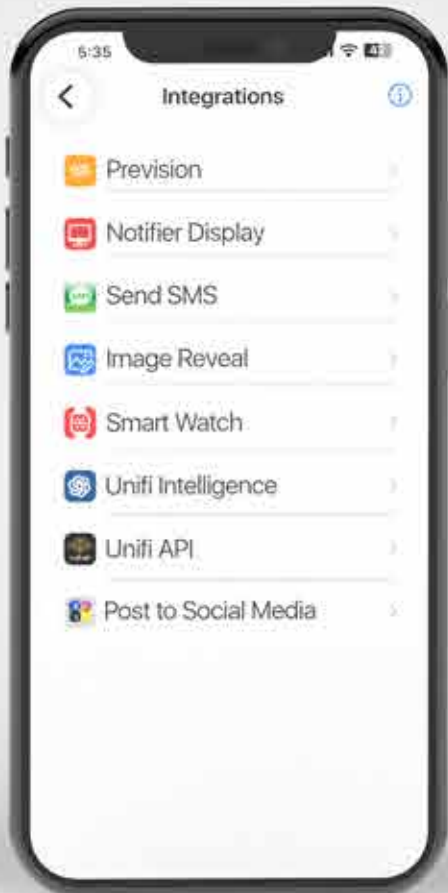 5:35
Integrations
Prevision
Notifier Display
Send SMS
Image Reveal
Smart Watch
Unifi Intelligence
Unifi API
Post to Social Media